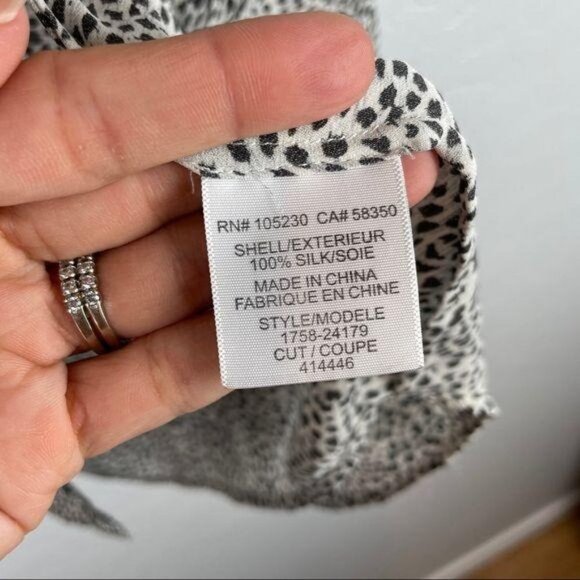 RN# 105230 CA# 58350
SHELL/EXTERIEUR
100% SILK/SOIE
MADE IN CHINA
FABRIQUE EN CHINE
STYLE/MODELE
1758-24179
CUT / COUPE
414446